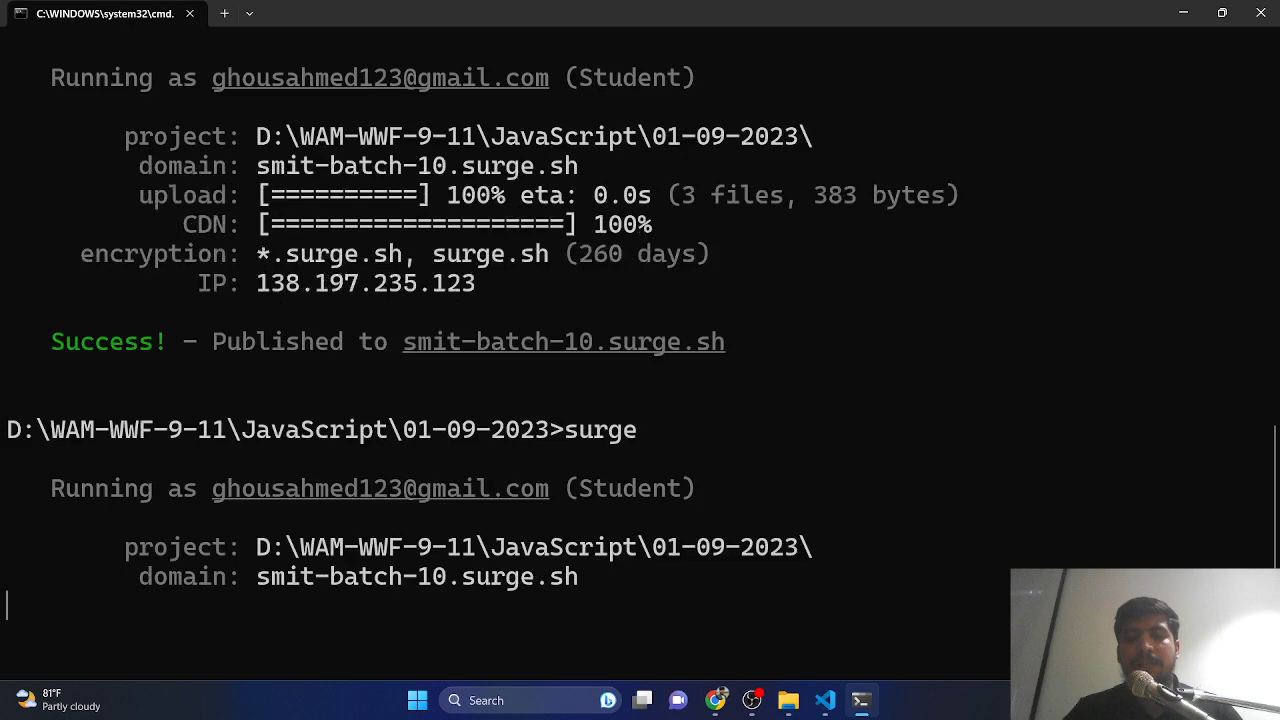 C:\WINDOWS\system32\cmd.
Running as ghousahmed123@gmail.com (Student)
project: D:\WAM-WWF-9-11\JavaScript\01-09-2023\
domain: smit-batch-10.surge.sh
upload: [==========] 100% eta: 0.0s (3 files, 383 bytes)
CDN: [====================] 100%
encryption: *.surge.sh, surge.sh (260 days)
IP: 138.197.235.123
Success! - Published to smit-batch-10.surge.sh
D:\WAM-WWF-9-11\JavaScript\01-09-2023>surge
Running as ghousahmed123@gmail.com (Student)
project: D:\WAM-WWF-9-11\JavaScript\01-09-2023\
domain: smit-batch-10.surge.sh
81°F
Partly cloudy
Search